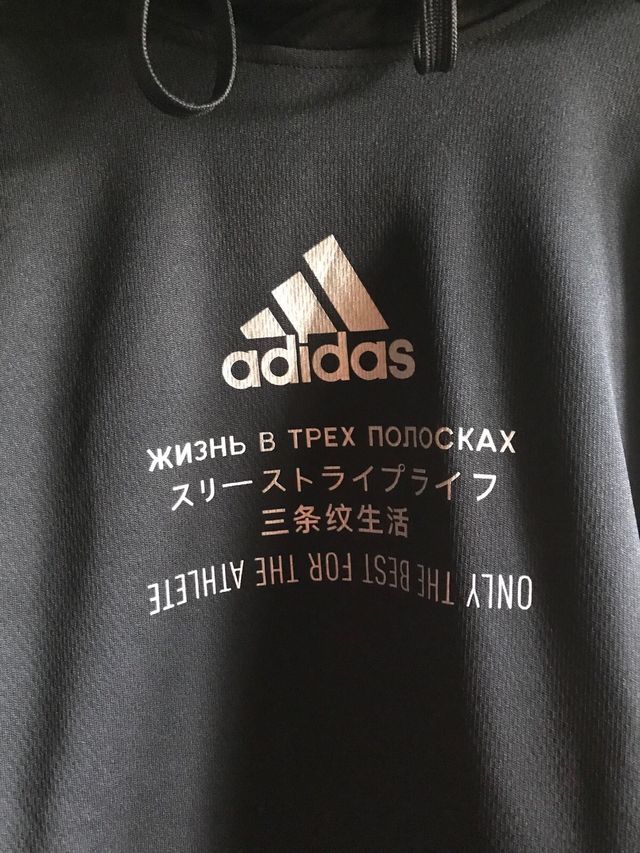 adidas
ЖИЗНЬ В ТРЕХ ПОЛОСКАХ
スリーストライプライフ
三条纹生活
ONLY THE BEST FOR THE ATHLETE